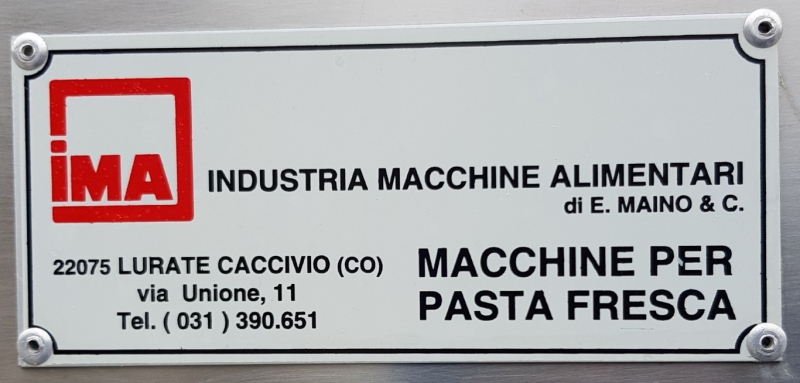 iMA
INDUSTRIA MACCHINE ALIMENTARI
di E. MAINO & C.
22075 LURATE CACCIVIO (CO)
via Unione, 11
Tel. ( 031 ) 390.651
MACCHINE PER
PASTA FRESCA